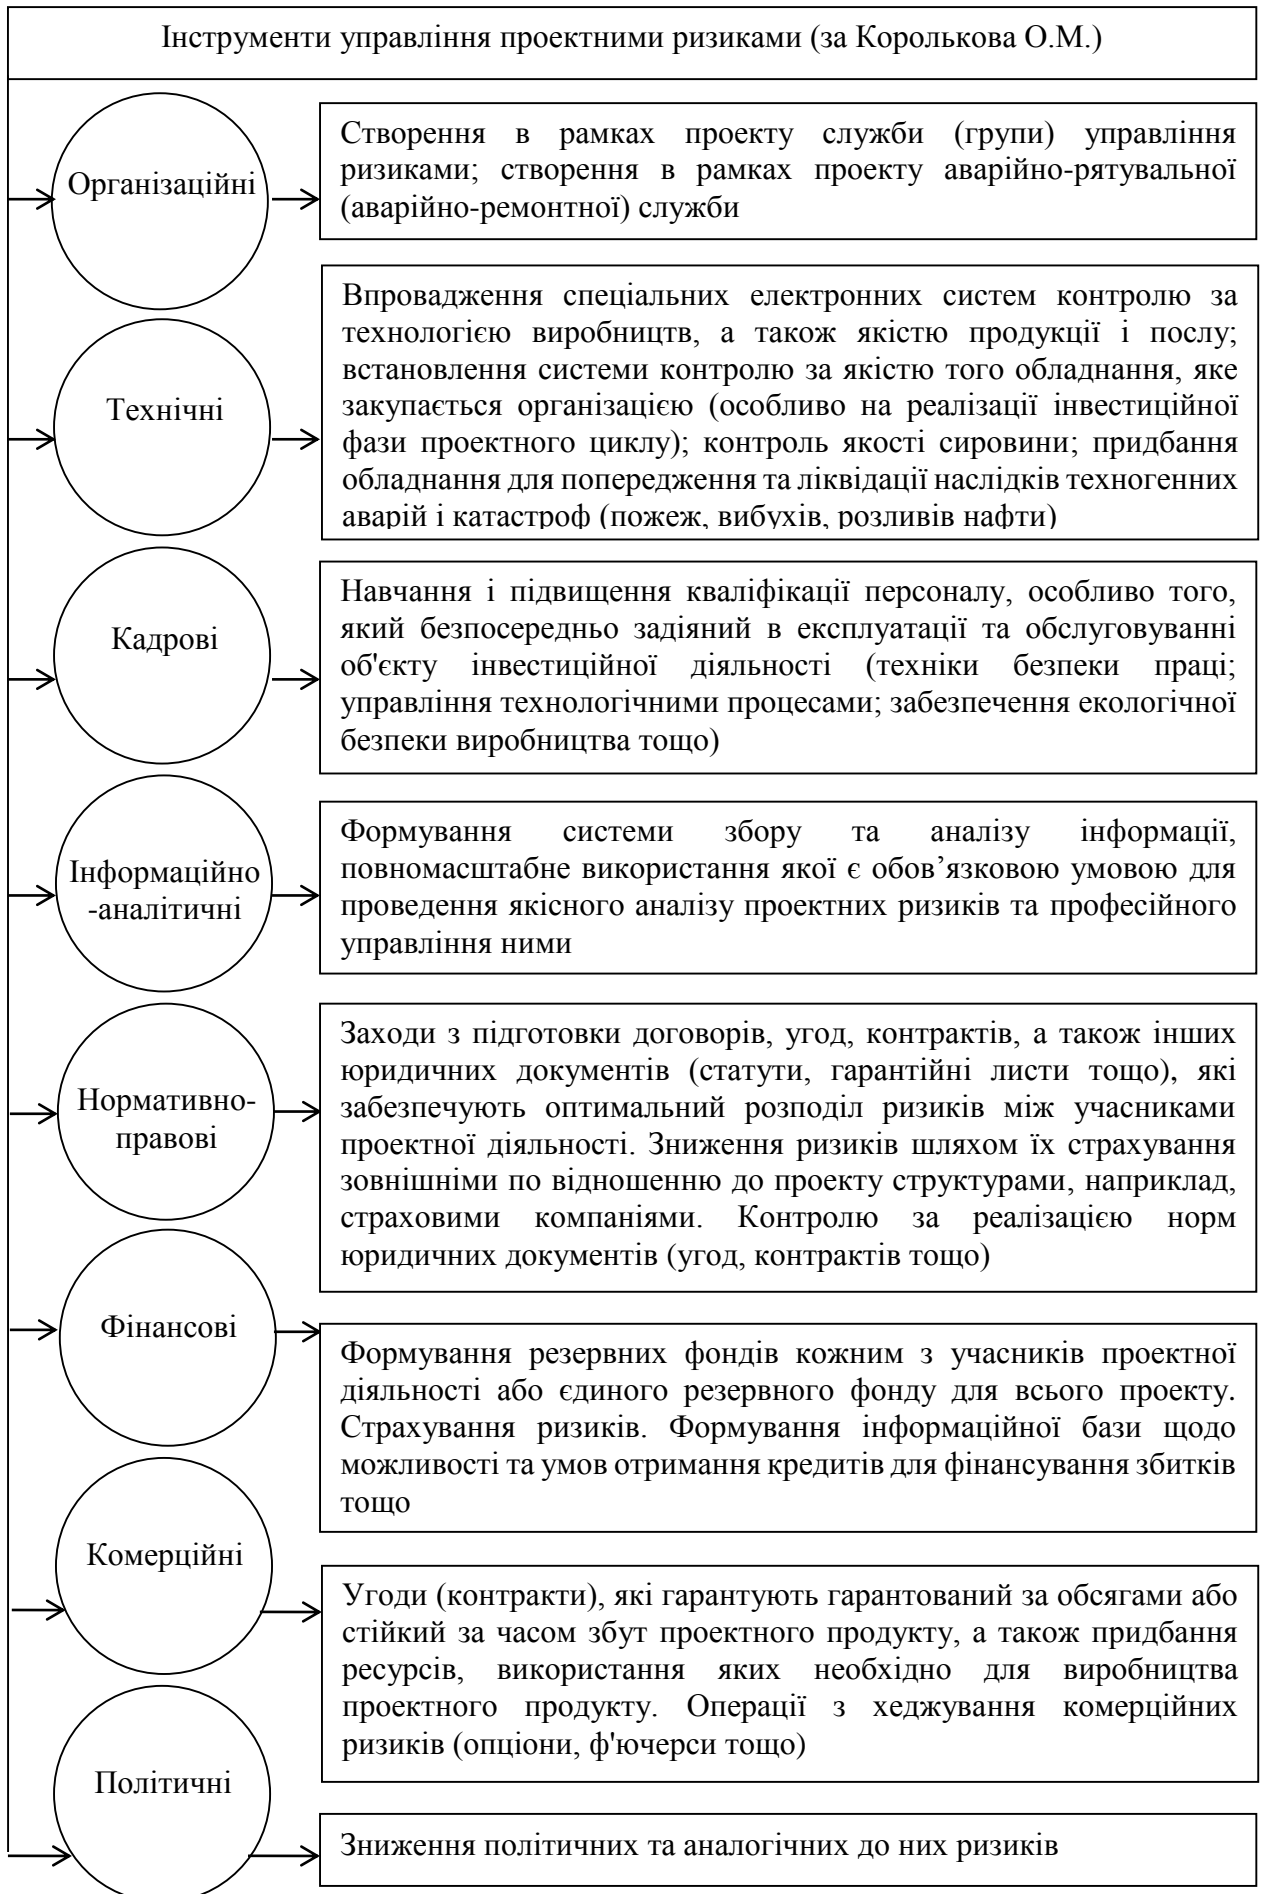 Інструменти управління проектними ризиками (за Королькова О.М.)
Організаційні
Створення в рамках проекту служби (групи) управління
ризиками; створення в рамках проекту аварійно-рятувальної
(аварійно-ремонтної) служби
Технічні
Впровадження спеціальних електронних систем контролю за
технологією виробництв, а також якістю продукції і послу;
встановлення системи контролю за якістю того обладнання, яке
закупається організацією (особливо на реалізації інвестиційної
фази проектного циклу); контроль якості сировини; придбання
обладнання для попередження та ліквідації наслідків техногенних
аварій і катастроф (пожеж, вибухів, розливів нафти)
Кадрові
Навчання і підвищення кваліфікації персоналу, особливо того,
який безпосередньо задіяний в експлуатації та обслуговуванні
об'єкту інвестиційної діяльності (техніки безпеки праці;
управління технологічними процесами; забезпечення екологічної
безпеки виробництва тощо)
Інформаційно
-аналітичні
Формування системи збору та аналізу інформації,
повномасштабне використання якої є обов’язковою умовою для
проведення якісного аналізу проектних ризиків та професійного
управління ними
Нормативно-
правові
Заходи з підготовки договорів, угод, контрактів, а також інших
юридичних документів (статути, гарантійні листи тощо), які
забезпечують оптимальний розподіл ризиків між учасниками
проектної діяльності. Зниження ризиків шляхом їх страхування
зовнішніми по відношенню до проекту структурами, наприклад,
страховими компаніями. Контролю за реалізацією норм
юридичних документів (угод, контрактів тощо)
Фінансові
Формування резервних фондів кожним з учасників проектної
діяльності або єдиного резервного фонду для всього проекту.
Страхування ризиків. Формування інформаційної бази щодо
можливості та умов отримання кредитів для фінансування збитків
тощо
Комерційні
Угоди (контракти), які гарантують гарантований за обсягами або
стійкий за часом збут проектного продукту, а також придбання
ресурсів, використання яких необхідно для виробництва
проектного продукту. Операції з хеджування комерційних
ризиків (опціони, ф'ючерси тощо)
Політичні
Зниження політичних та аналогічних до них ризиків